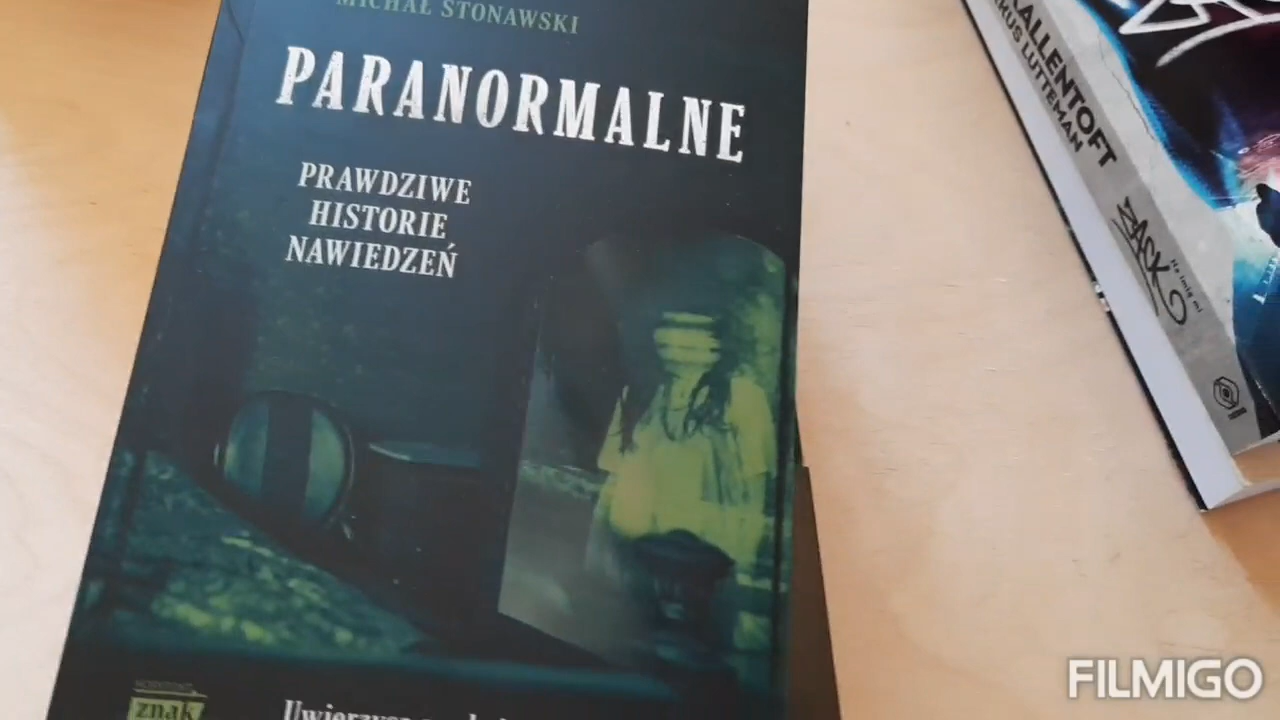 MICHAŁ STONAWSKI
PARANORMALNE
PRAWDZIWE
HISTORIE
NAWIEDZEŃ
znak
KALLENTOFT
LUTTEMAN
ZACK
FILMIGO